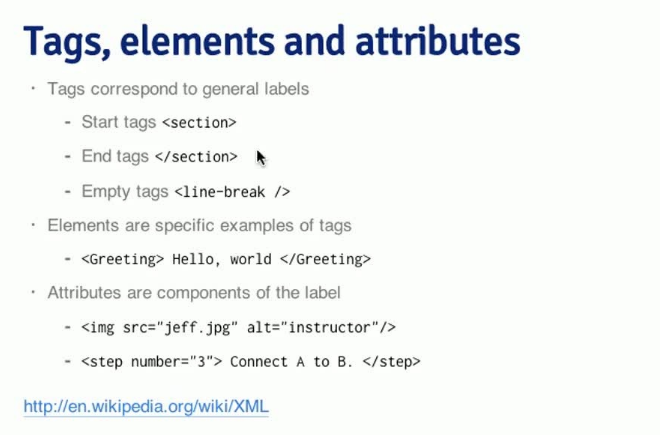 Tags, elements and attributes
· Tags correspond to general labels
- Start tags <section>
- End tags </section>
- Empty tags <line-break />
· Elements are specific examples of tags
- <Greeting> Hello, world </Greeting>
· Attributes are components of the label
- <img src="jeff.jpg" alt="instructor"/>
- <step number="3"> Connect A to B. </step>
http://en.wikipedia.org/wiki/XML